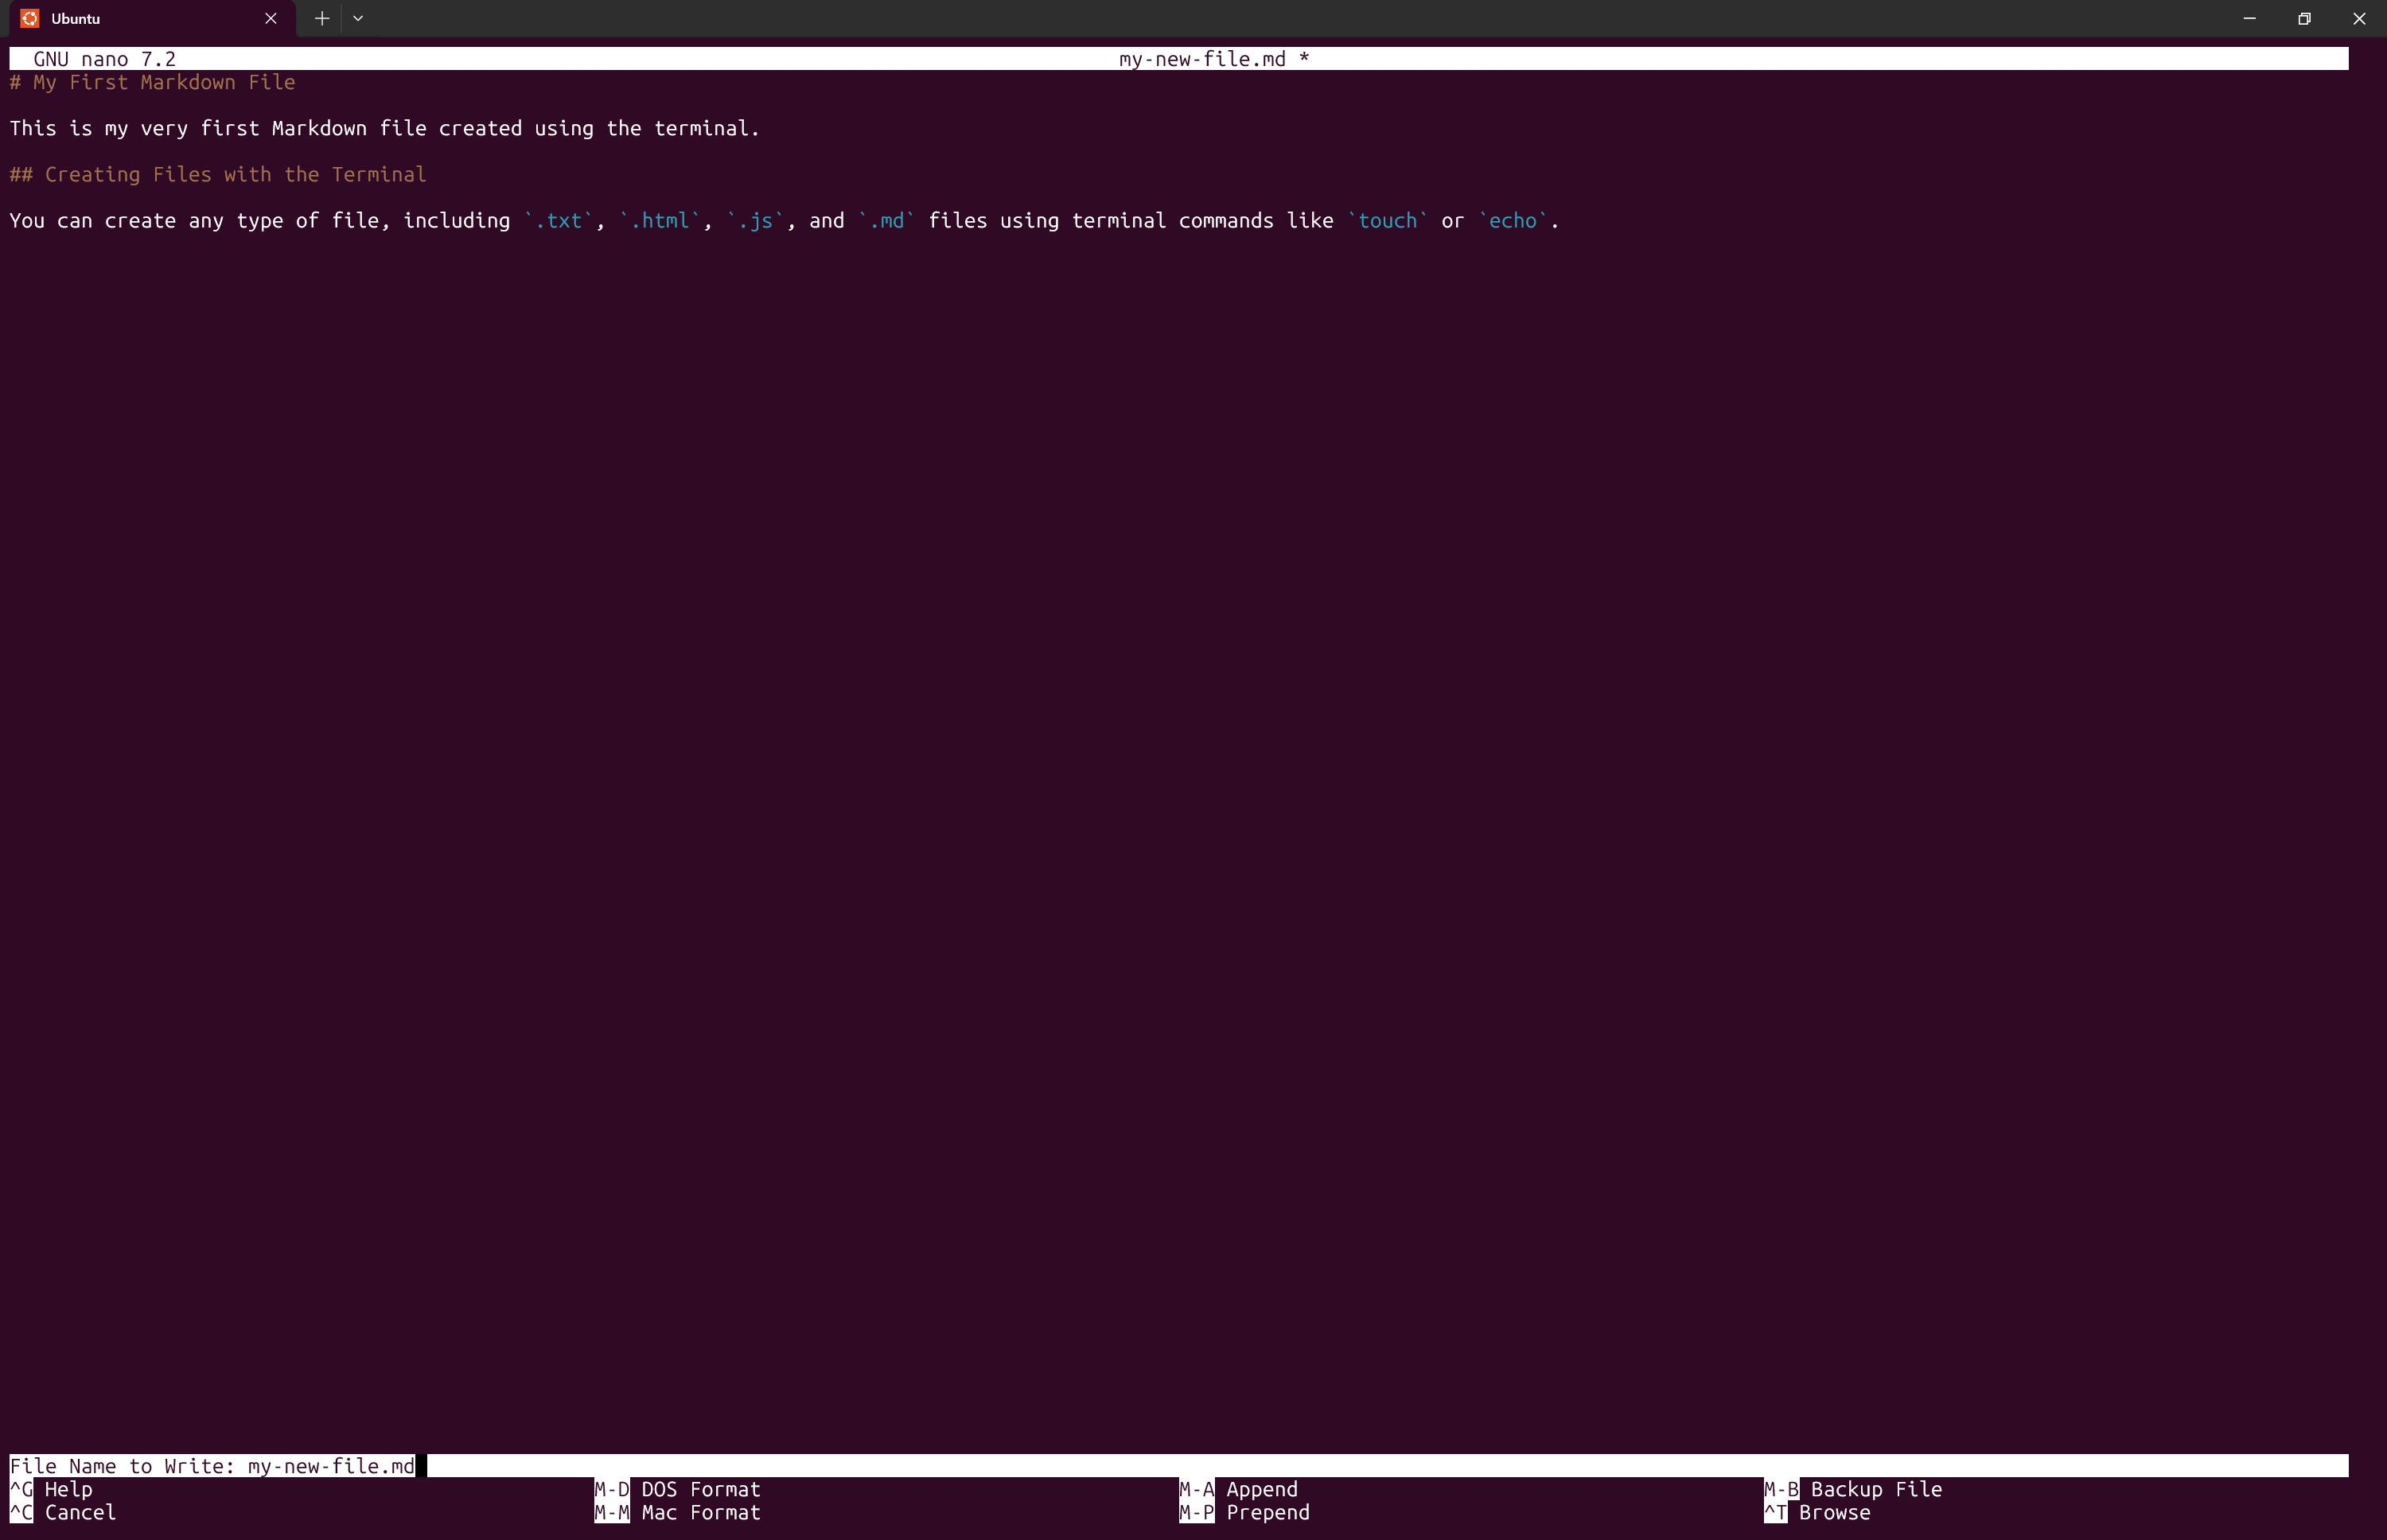 Ubuntu
GNU nano 7.2 my-new-file.md *
# My First Markdown File
This is my very first Markdown file created using the terminal.
## Creating Files with the Terminal
You can create any type of file, including `.txt`, `.html`, `.js`, and `.md` files using terminal commands like `touch` or `echo`.
File Name to Write: my-new-file.md
^G Help M-D DOS Format M-A Append M-B Backup File
^C Cancel M-M Mac Format M-P Prepend ^T Browse